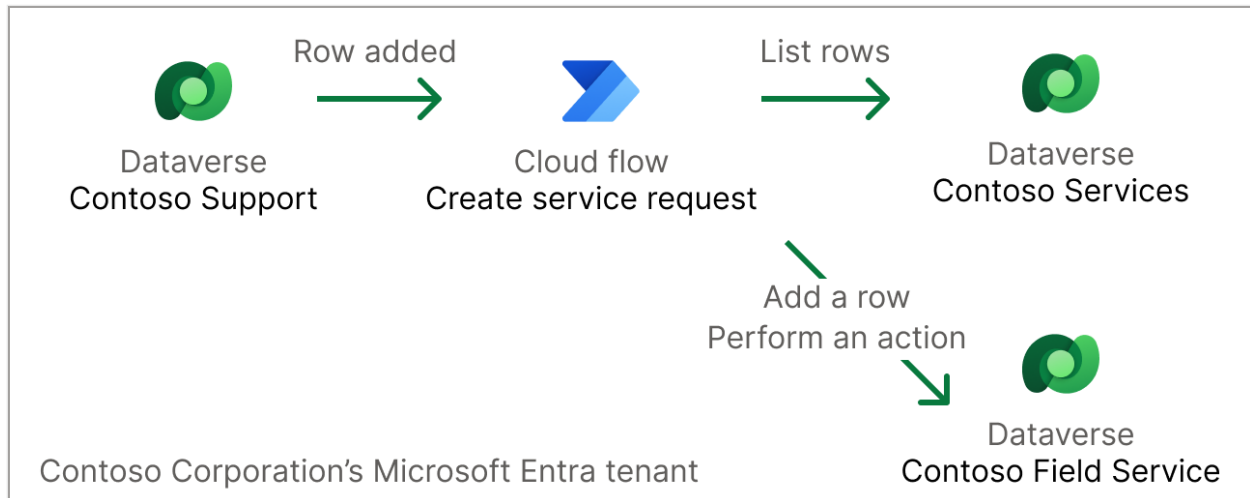 Row added
List rows
Dataverse
Contoso Support
Cloud flow
Create service request
Dataverse
Contoso Services
Add a row
Perform an action
Dataverse
Contoso Field Service
Contoso Corporation’s Microsoft Entra tenant